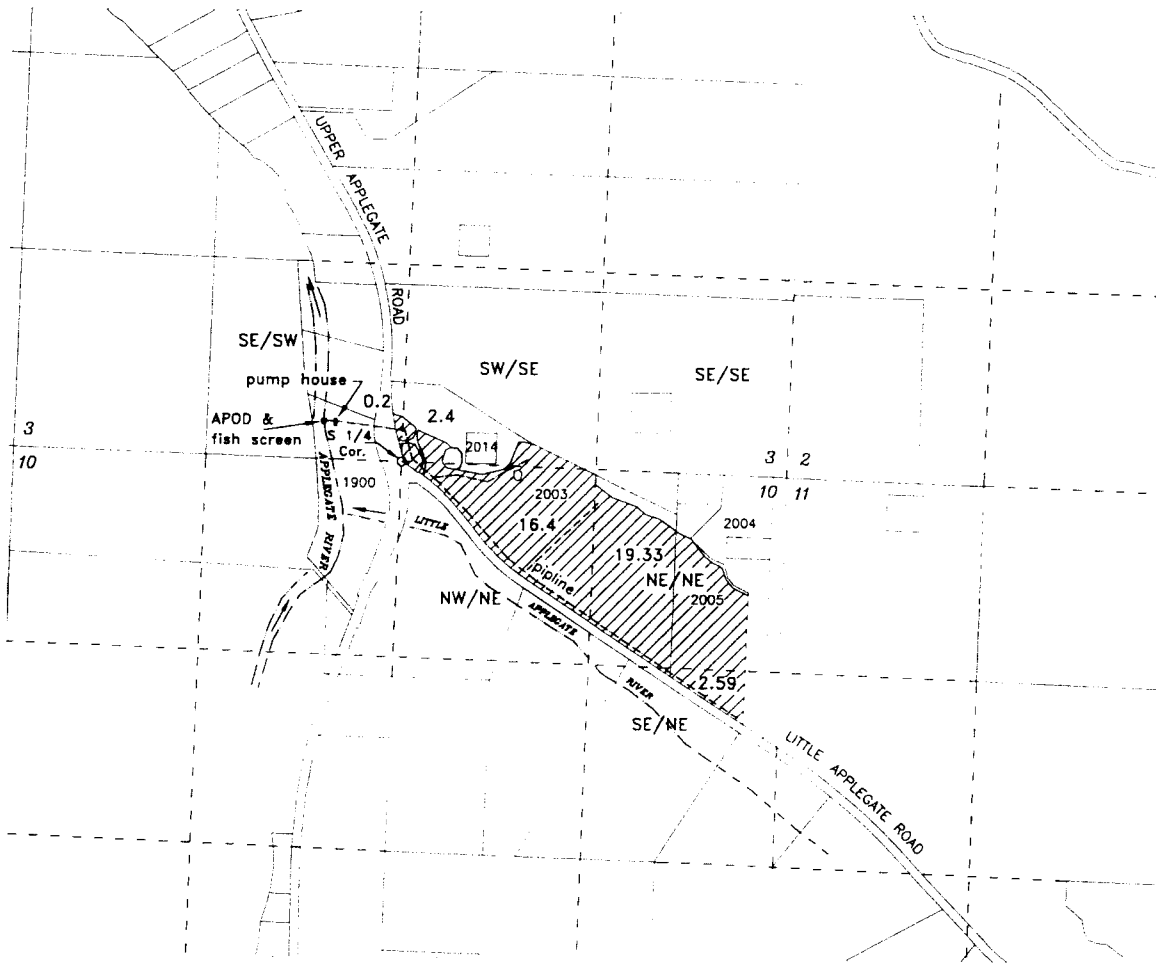 UPPER APPLEGATE ROAD
SE/SW
SW/SE
SE/SE
pump house
0.2
2.4
APOD &
fish screen
S 1/4
Cor.
2014
3
10
3 2
10 11
1900
APPLEGATE RIVER
LITTLE APPLEGATE RIVER
2003
16.4
2004
19.33
NE/NE
2005
pipline
NW/NE
2.59
SE/NE
LITTLE APPLEGATE ROAD